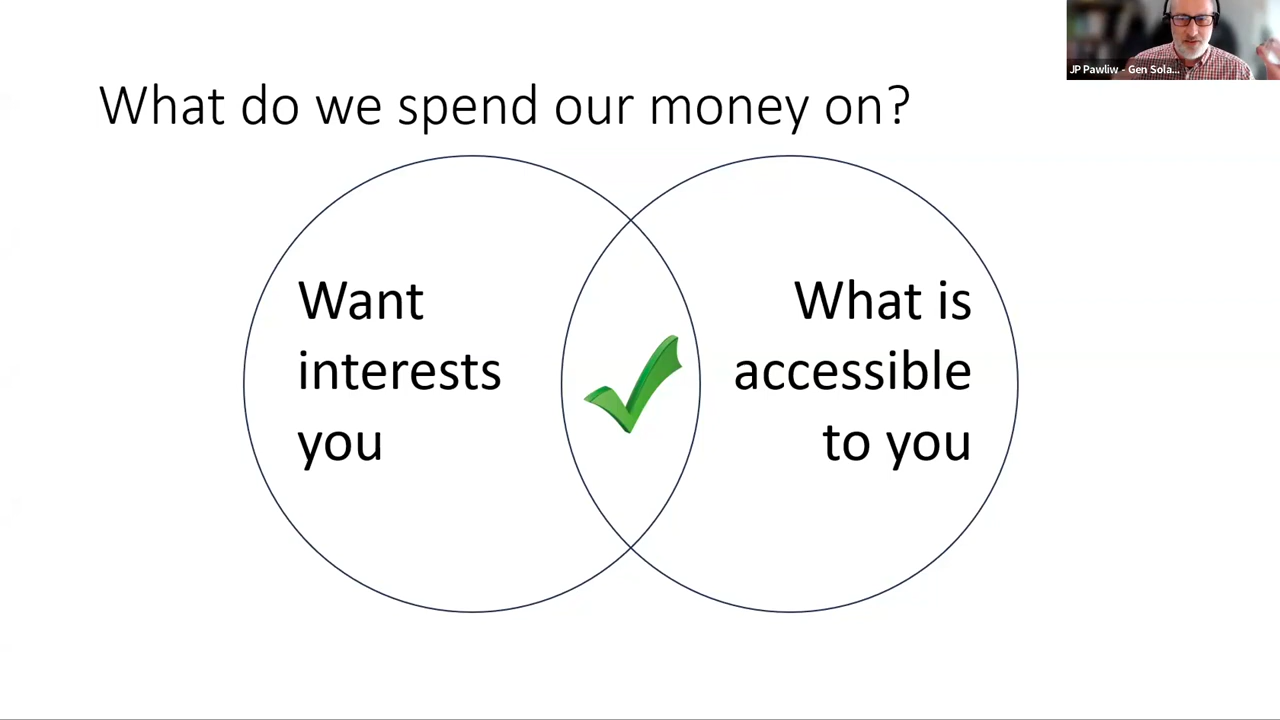 What do we spend our money on?
Want
interests
you
What is
accessible
to you
JP Pawliw - Gen Sola...